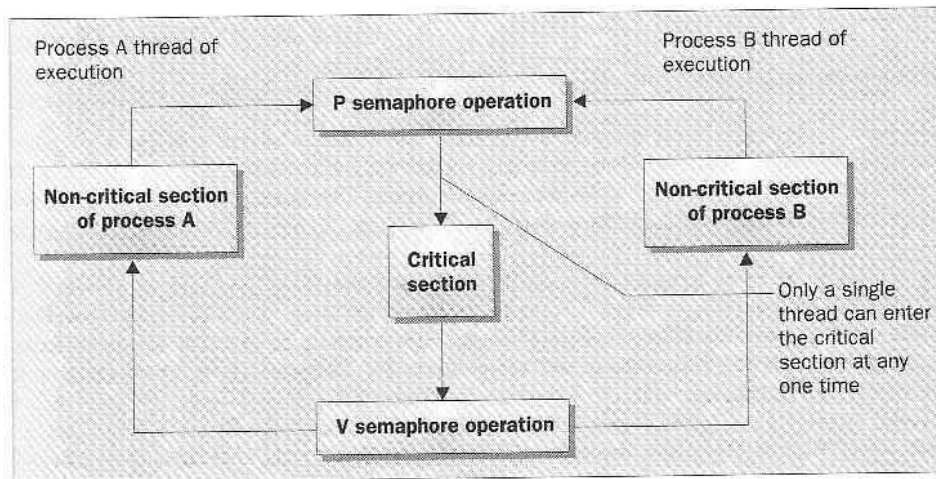 Process A thread of
execution
Process B thread of
execution
P semaphore operation
Non-critical section
of process A
Non-critical section
of process B
Critical
section
Only a single
thread can enter
the critical
section at any
one time
V semaphore operation